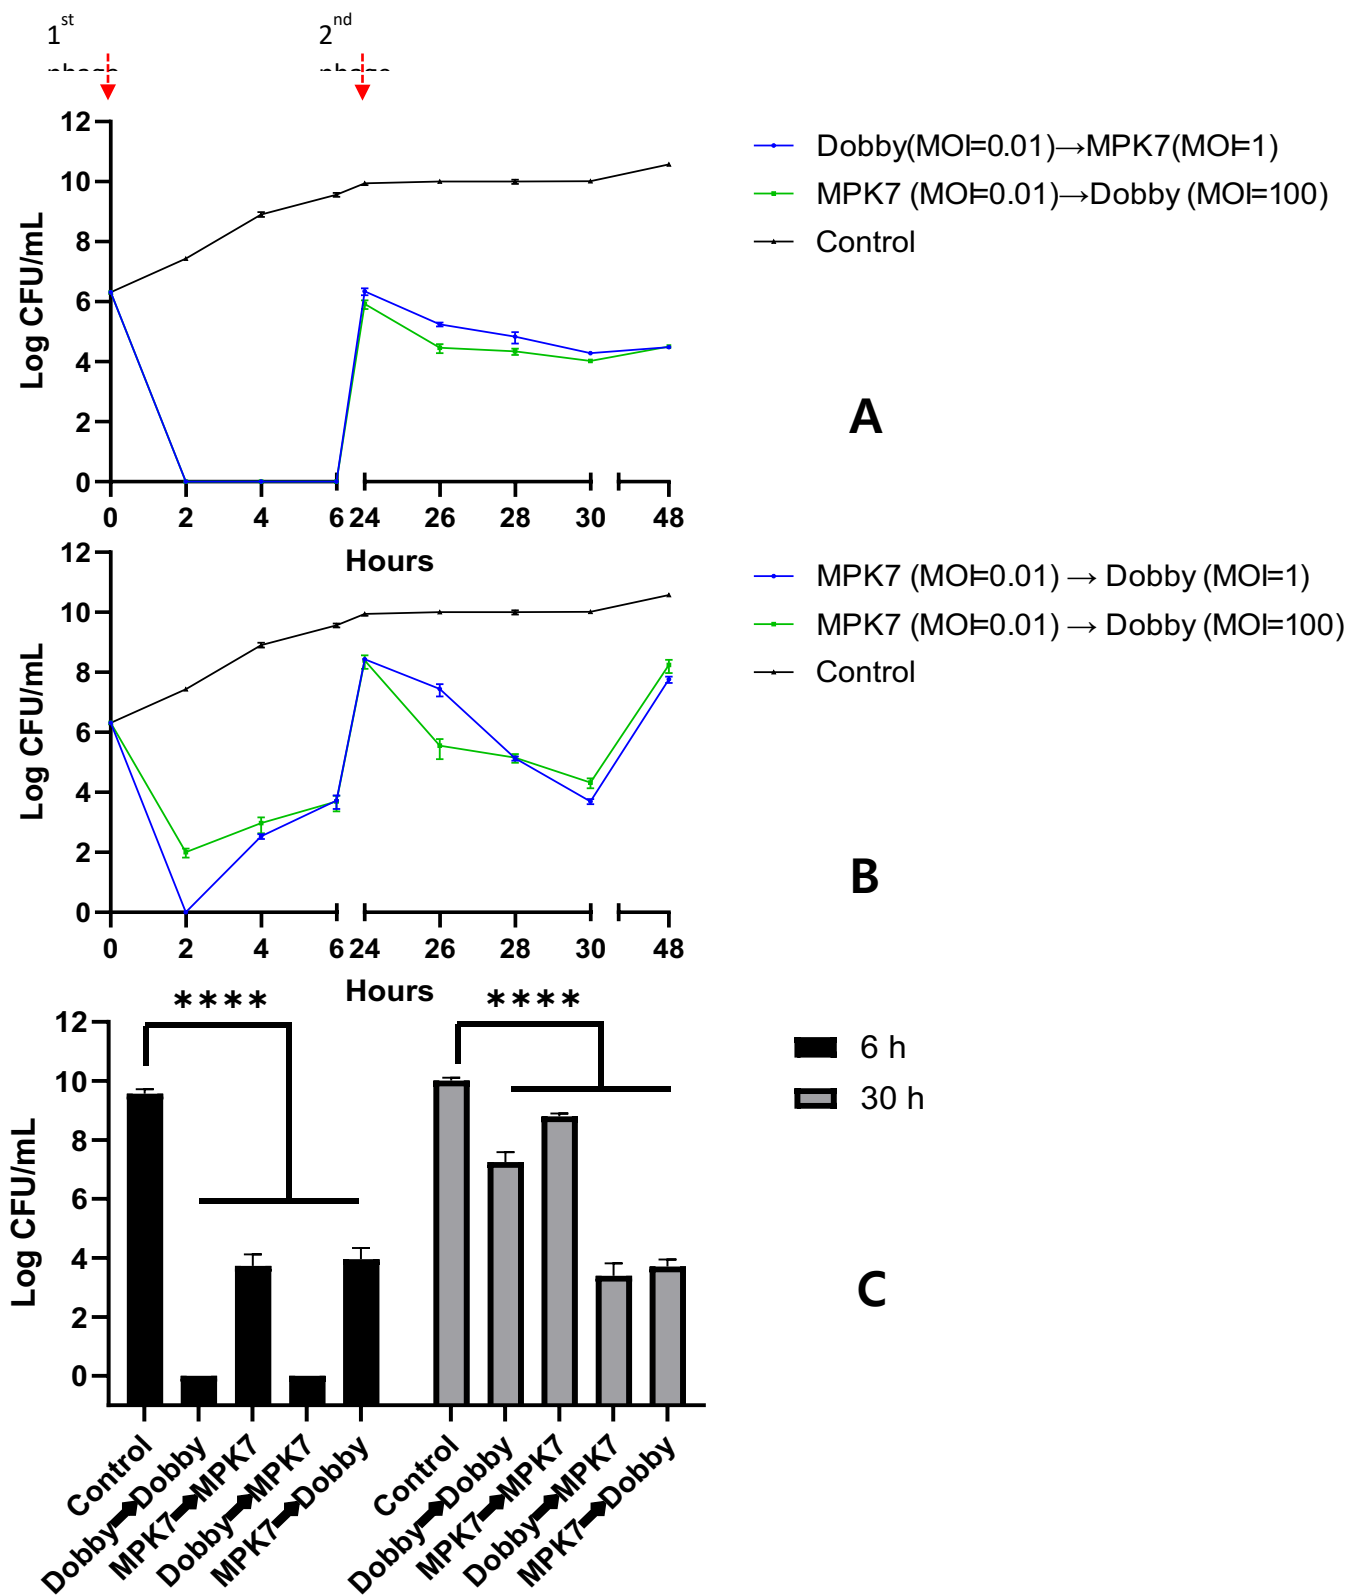 1st
2nd
12
10
8
6
4
2
0
Log CFU/mL
0 2 4 6 24 26 28 30 48
Hours
Dobby(MOI=0.01)→MPK7(MOI=1)
MPK7 (MOI=0.01)→Dobby (MOI=100)
Control
A
12
10
8
6
4
2
0
Log CFU/mL
0 2 4 6 24 26 28 30 48
Hours
MPK7 (MOI=0.01) → Dobby (MOI=1)
MPK7 (MOI=0.01) → Dobby (MOI=100)
Control
B
12
10
8
6
4
2
0
Log CFU/mL
****
****
6 h
30 h
C
Control
Dobby➡Dobby
MPK7➡MPK7
Dobby➡MPK7
MPK7➡Dobby
Control
Dobby➡Dobby
MPK7➡MPK7
Dobby➡MPK7
MPK7➡Dobby